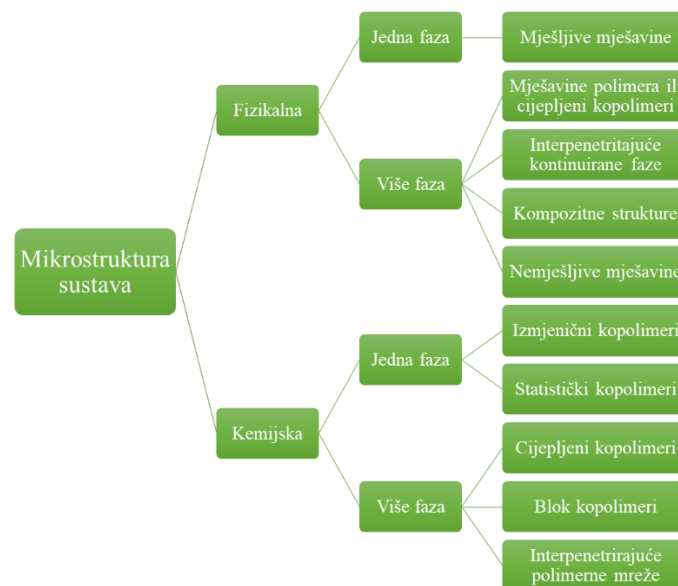 Mikrostruktura
sustava
Fizikalna
Jedna faza
Mješljive mješavine
Više faza
Mješavine polimera ili
cijepljeni kopolimeri
Interpenetritajuće
kontinuirane faze
Kompozitne strukture
Nemješljive mješavine
Kemijska
Jedna faza
Izmjenični kopolimeri
Statistički kopolimeri
Više faza
Cijepljeni kopolimeri
Blok kopolimeri
Interpenetrirajuće
polimerne mreže